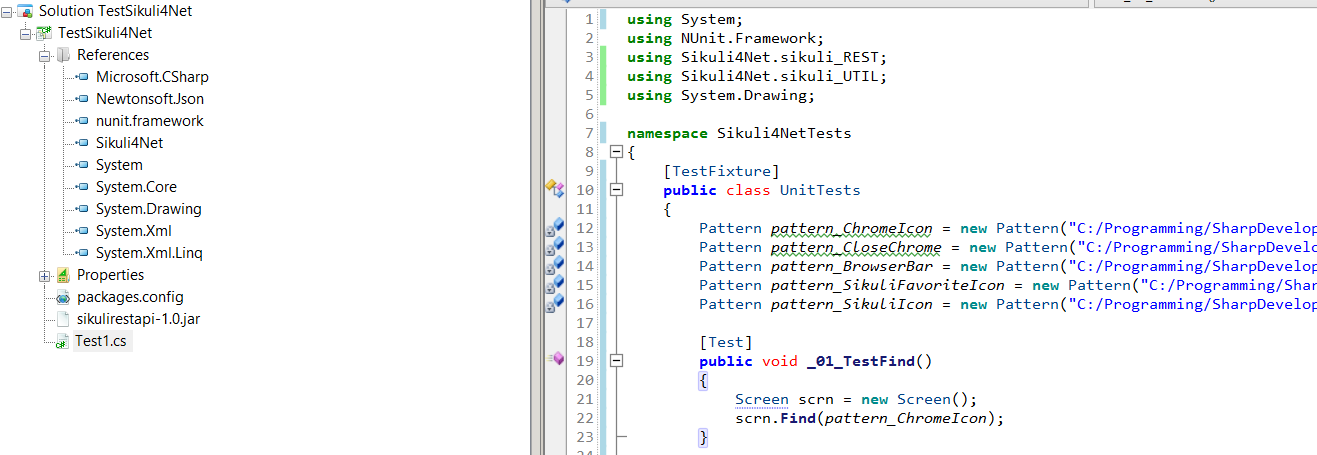 Solution TestSikuli4Net
TestSikuli4Net
References
Microsoft.CSharp
Newtonsoft.Json
nunit.framework
Sikuli4Net
System
System.Core
System.Drawing
System.Xml
System.Xml.Linq
Properties
packages.config
sikulirestapi-1.0.jar
Test1.cs
1 using System;
2 using NUnit.Framework;
3 using Sikuli4Net.sikuli_REST;
4 using Sikuli4Net.sikuli_UTIL;
5 using System.Drawing;
6
7 namespace Sikuli4NetTests
8 {
9 [TestFixture]
10 public class UnitTests
11 {
12 Pattern pattern_ChromeIcon = new Pattern("C:/Programming/SharpDevelop
13 Pattern pattern_CloseChrome = new Pattern("C:/Programming/SharpDevelo
14 Pattern pattern_BrowserBar = new Pattern("C:/Programming/SharpDevelop
15 Pattern pattern_SikuliFavoriteIcon = new Pattern("C:/Programming/Shar
16 Pattern pattern_SikuliIcon = new Pattern("C:/Programming/SharpDevelop
17
18 [Test]
19 public void _01_TestFind()
20 {
21 Screen scrn = new Screen();
22 scrn.Find(pattern_ChromeIcon);
23 }